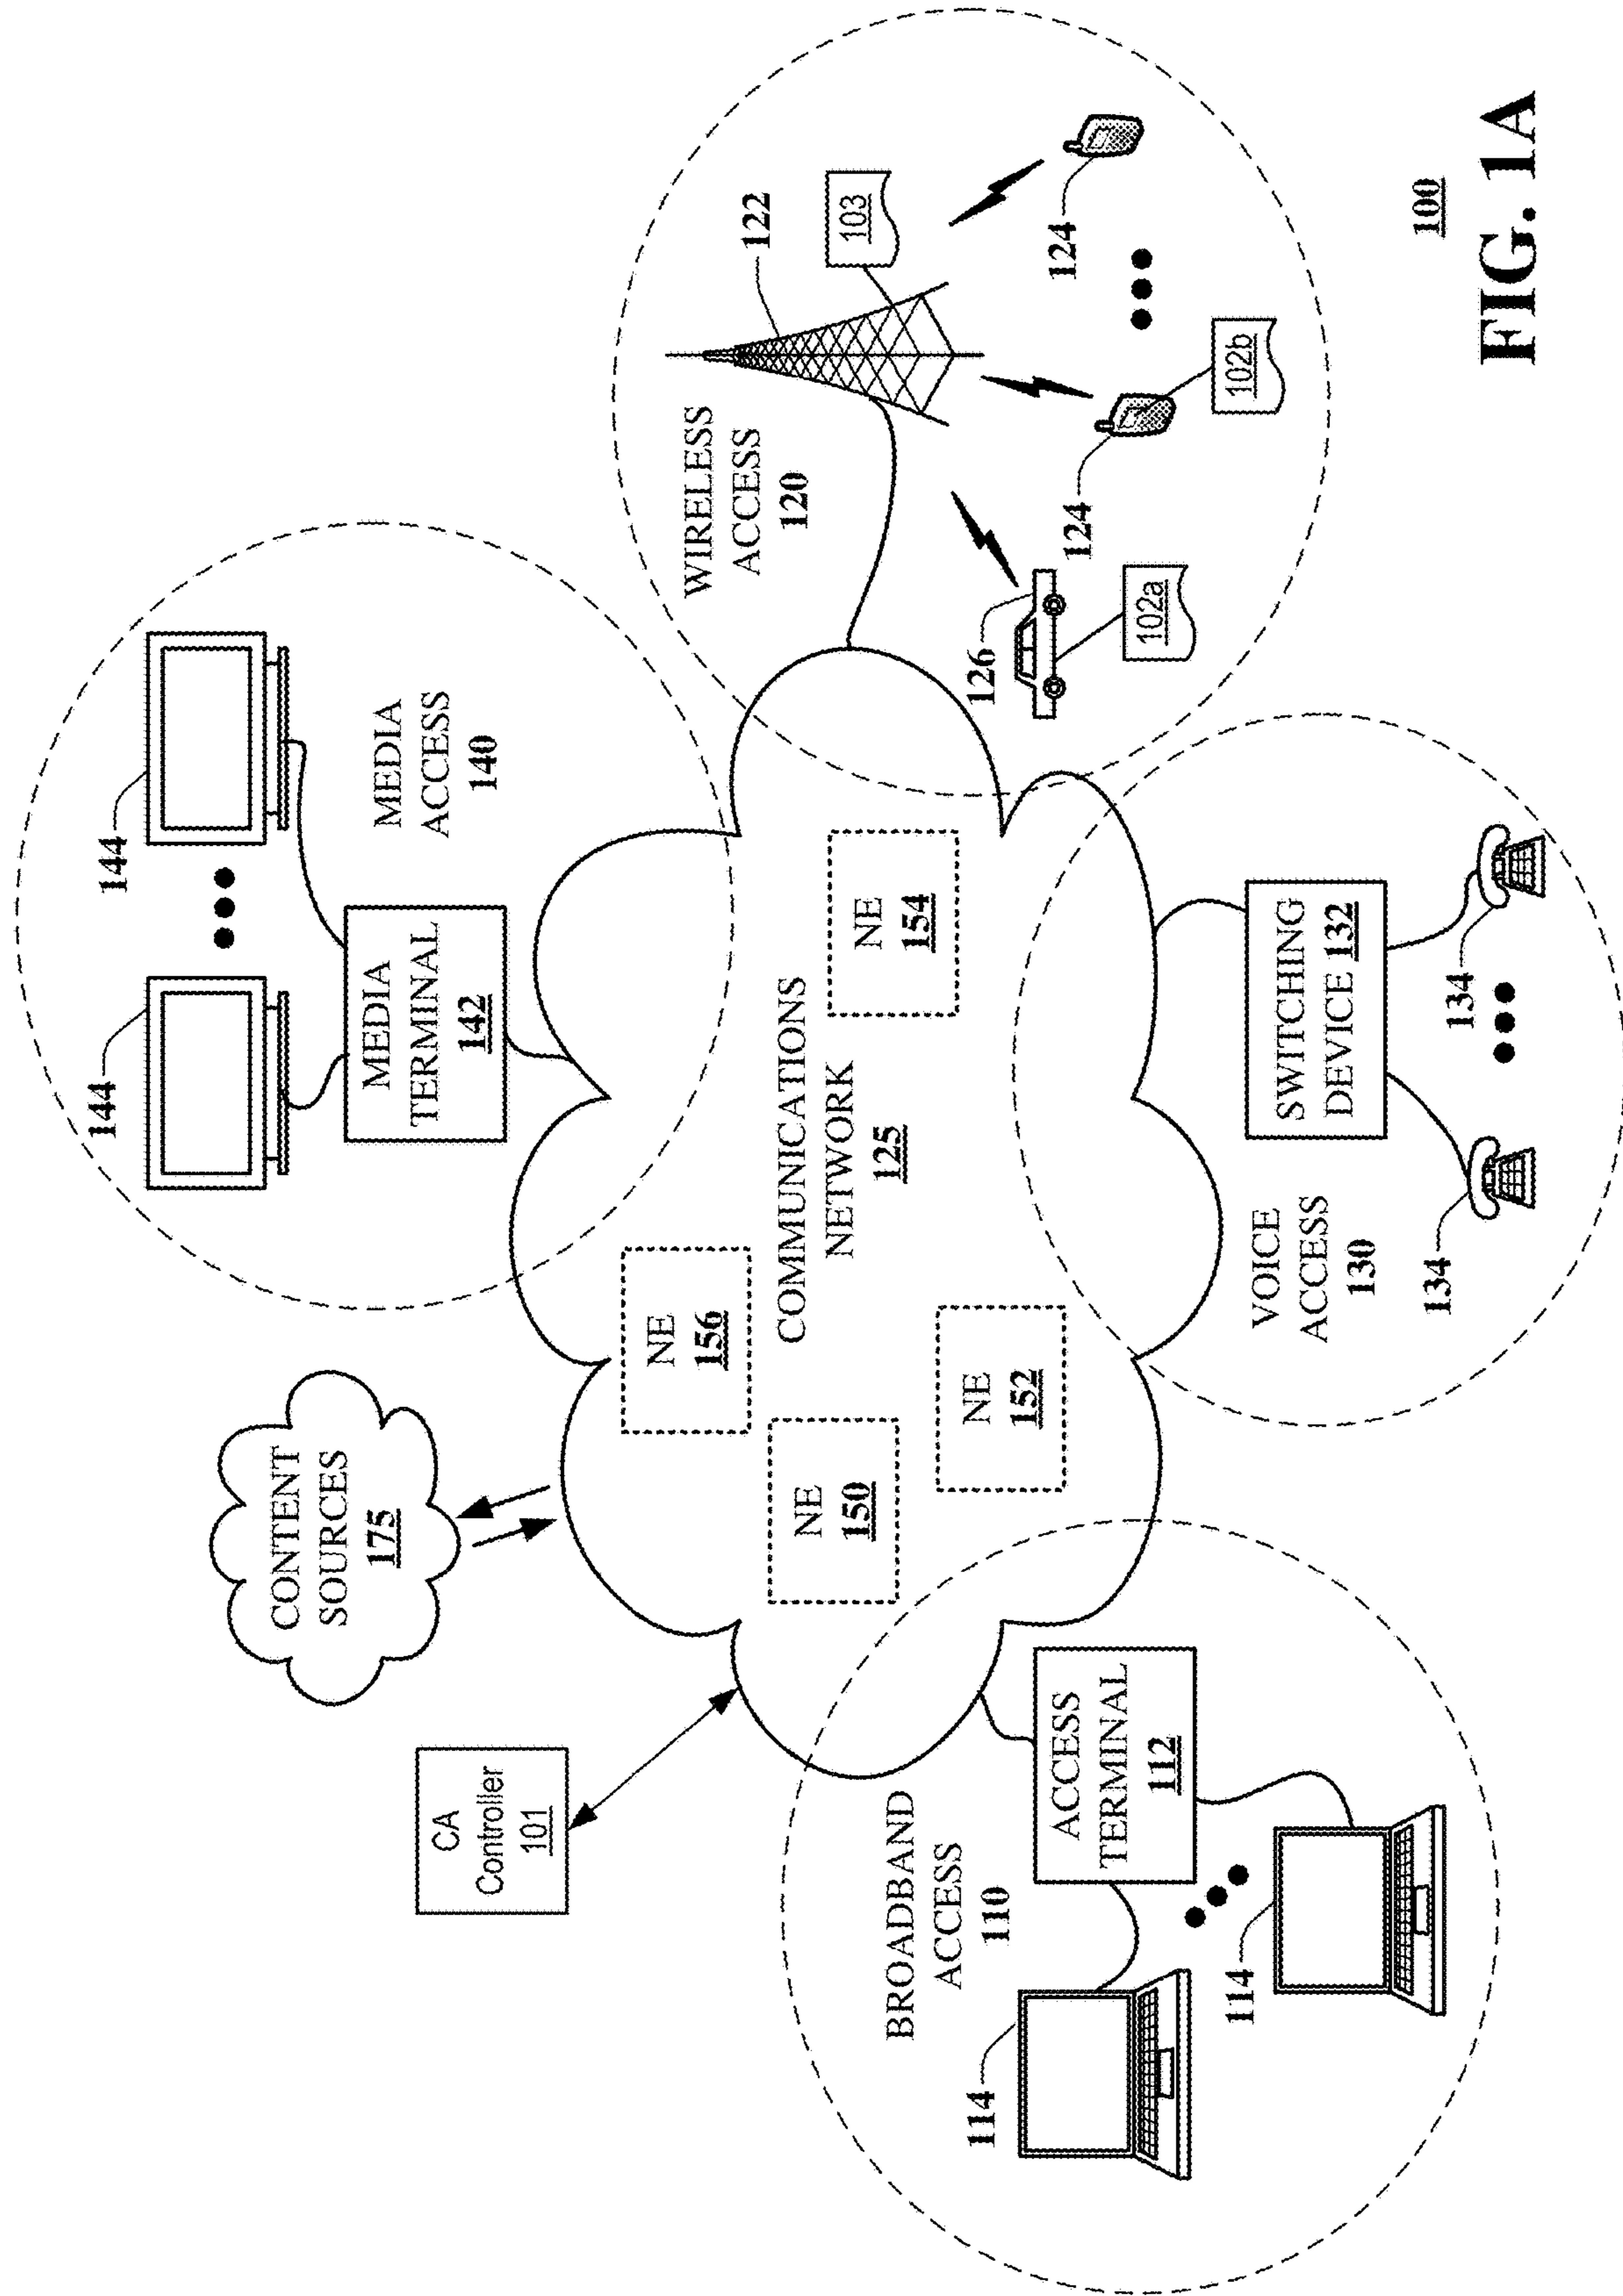 144
144
MEDIA
TERMINAL
142
MEDIA
ACCESS
140
CONTENT
SOURCES
175
CA
Controller
101
WIRELESS
ACCESS
120
122
103
124
124
102b
126
102a
COMMUNICATIONS
NETWORK
125
NE
156
NE
150
NE
152
NE
154
BROADBAND
ACCESS
110
ACCESS
TERMINAL
112
114
114
VOICE
ACCESS
130
SWITCHING
DEVICE 132
134
134
100
FIG. 1A